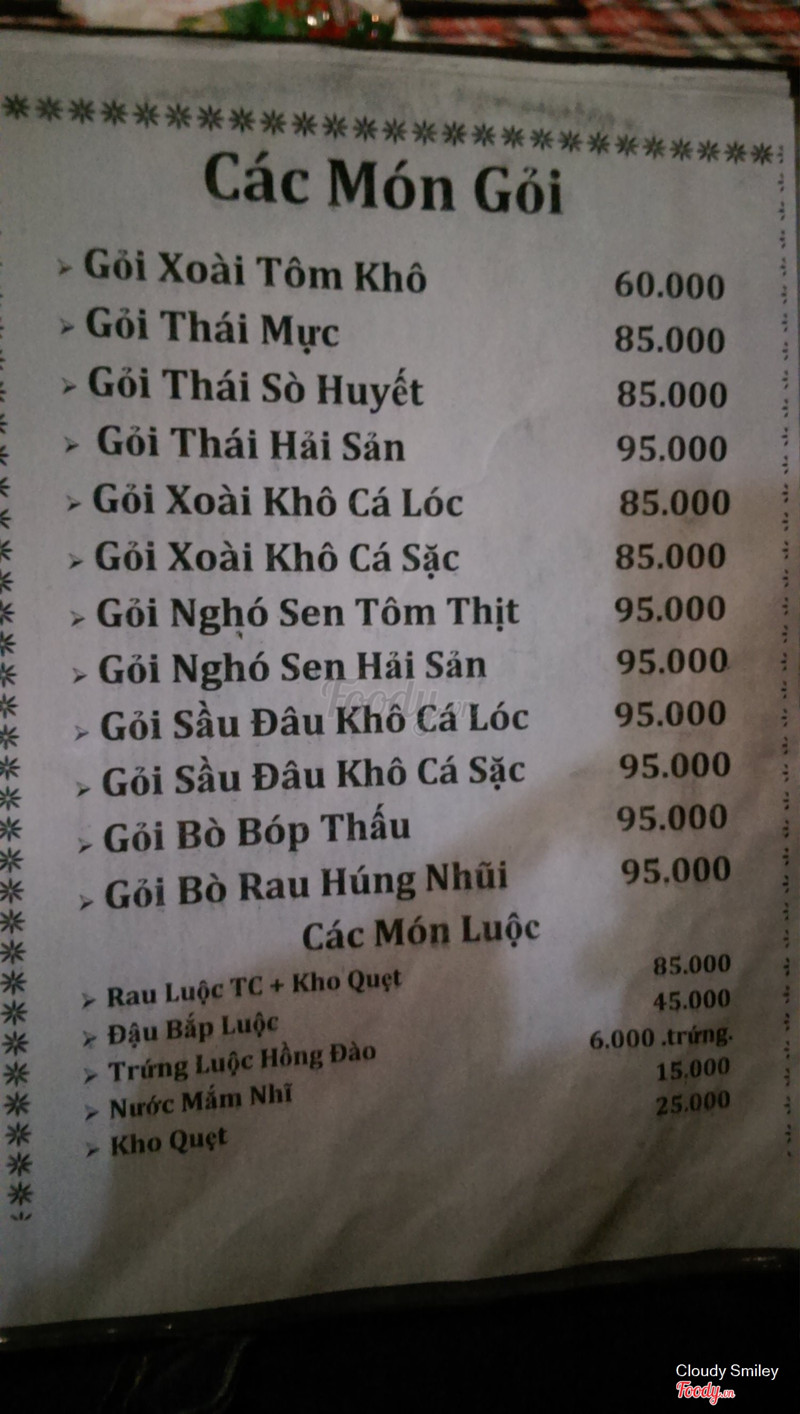 Các Món Gỏi
➢ Gỏi Xoài Tôm Khô 60.000
➢ Gỏi Thái Mực 85.000
➢ Gỏi Thái Sò Huyết 85.000
➢ Gỏi Thái Hải Sản 95.000
➢ Gỏi Xoài Khô Cá Lóc 85.000
➢ Gỏi Xoài Khô Cá Sặc 85.000
➢ Gỏi Nghó Sen Tôm Thịt 95.000
➢ Gỏi Nghó Sen Hải Sản 95.000
➢ Gỏi Sầu Đâu Khô Cá Lóc 95.000
➢ Gỏi Sầu Đâu Khô Cá Sặc 95.000
➢ Gỏi Bò Bóp Thấu 95.000
➢ Gỏi Bò Rau Húng Nhũi 95.000
Các Món Luộc
➢ Rau Luộc TC + Kho Quẹt 85.000
➢ Đậu Bắp Luộc 45.000
➢ Trứng Luộc Hồng Đào 6.000 .trứng.
➢ Nước Mắm Nhĩ 15.000
➢ Kho Quẹt 25.000
Foody.vn
Cloudy Smiley
Foody.vn